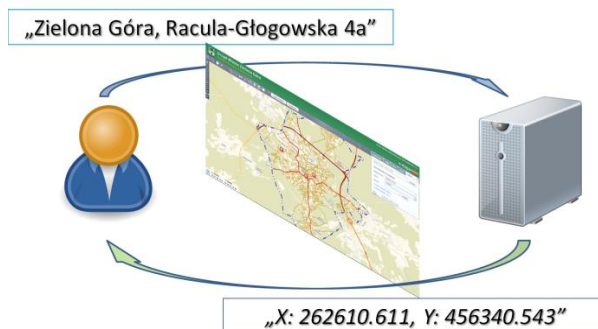 „Zielona Góra, Racula-Głogowska 4a”
„X: 262610.611, Y: 456340.543”